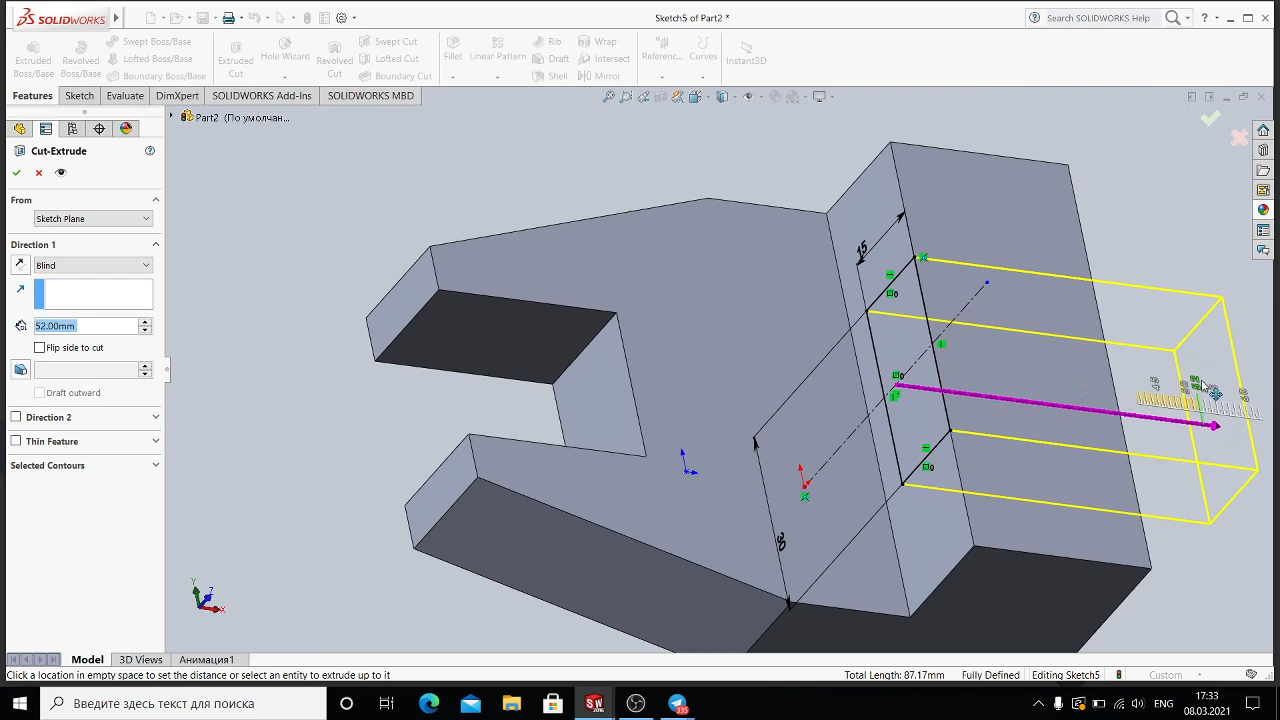 SOLIDWORKS
Sketch5 of Part2 *
Search SOLIDWORKS Help
Extruded Boss/Base
Revolved Boss/Base
Swept Boss/Base
Lofted Boss/Base
Boundary Boss/Base
Extruded Cut
Hole Wizard
Revolved Cut
Swept Cut
Lofted Cut
Boundary Cut
Fillet
Linear Pattern
Rib
Draft
Shell
Wrap
Intersect
Mirror
Referenc...
Curves
Instant3D
Features
Sketch
Evaluate
DimXpert
SOLIDWORKS Add-Ins
SOLIDWORKS MBD
Part2 (По умолчан...
Cut-Extrude
From
Sketch Plane
Direction 1
Blind
52.00mm
Flip side to cut
Draft outward
Direction 2
Thin Feature
Selected Contours
15
30
Y
Z
X
Model
3D Views
Анимация1
Click a location in empty space to set the distance or select an entity to extrude up to it
Total Length: 87.17mm
Fully Defined
Editing Sketch5
Custom
Введите здесь текст для поиска
SW
2016
335
ENG
17:33
08.03.2021